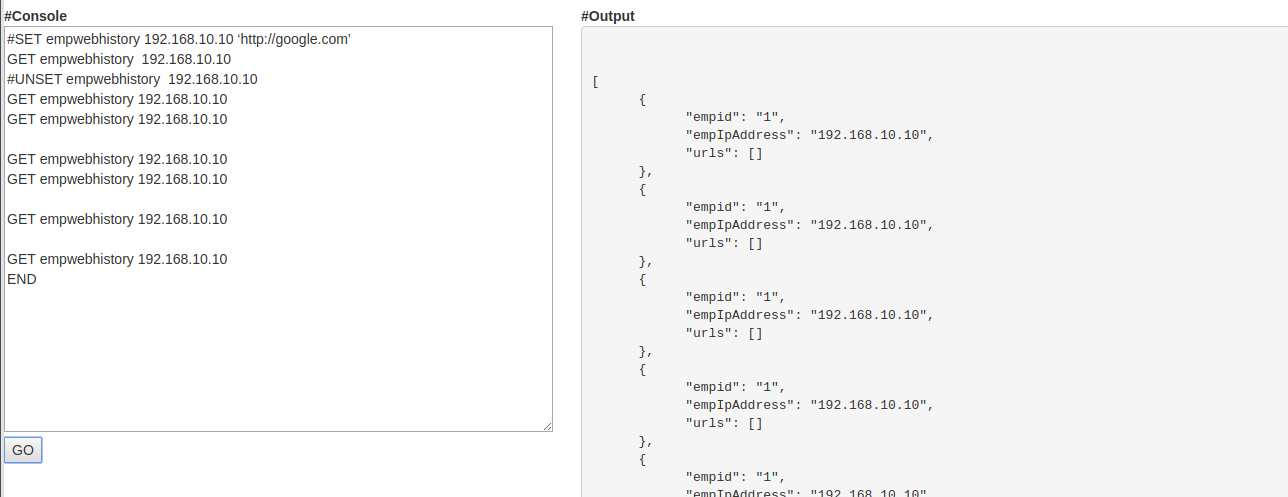 #Console
#SET empwebhistory 192.168.10.10 ‘http://google.com’
GET empwebhistory  192.168.10.10
#UNSET empwebhistory  192.168.10.10
GET empwebhistory 192.168.10.10
GET empwebhistory 192.168.10.10
GET empwebhistory 192.168.10.10
GET empwebhistory 192.168.10.10
GET empwebhistory 192.168.10.10
GET empwebhistory 192.168.10.10
END
GO
#Output
[
{
"empid": "1",
"empIpAddress": "192.168.10.10",
"urls": []
},
{
"empid": "1",
"empIpAddress": "192.168.10.10",
"urls": []
},
{
"empid": "1",
"empIpAddress": "192.168.10.10",
"urls": []
},
{
"empid": "1",
"empIpAddress": "192.168.10.10",
"urls": []
},
{
"empid": "1",
"empIpAddress": "192.168.10.10",